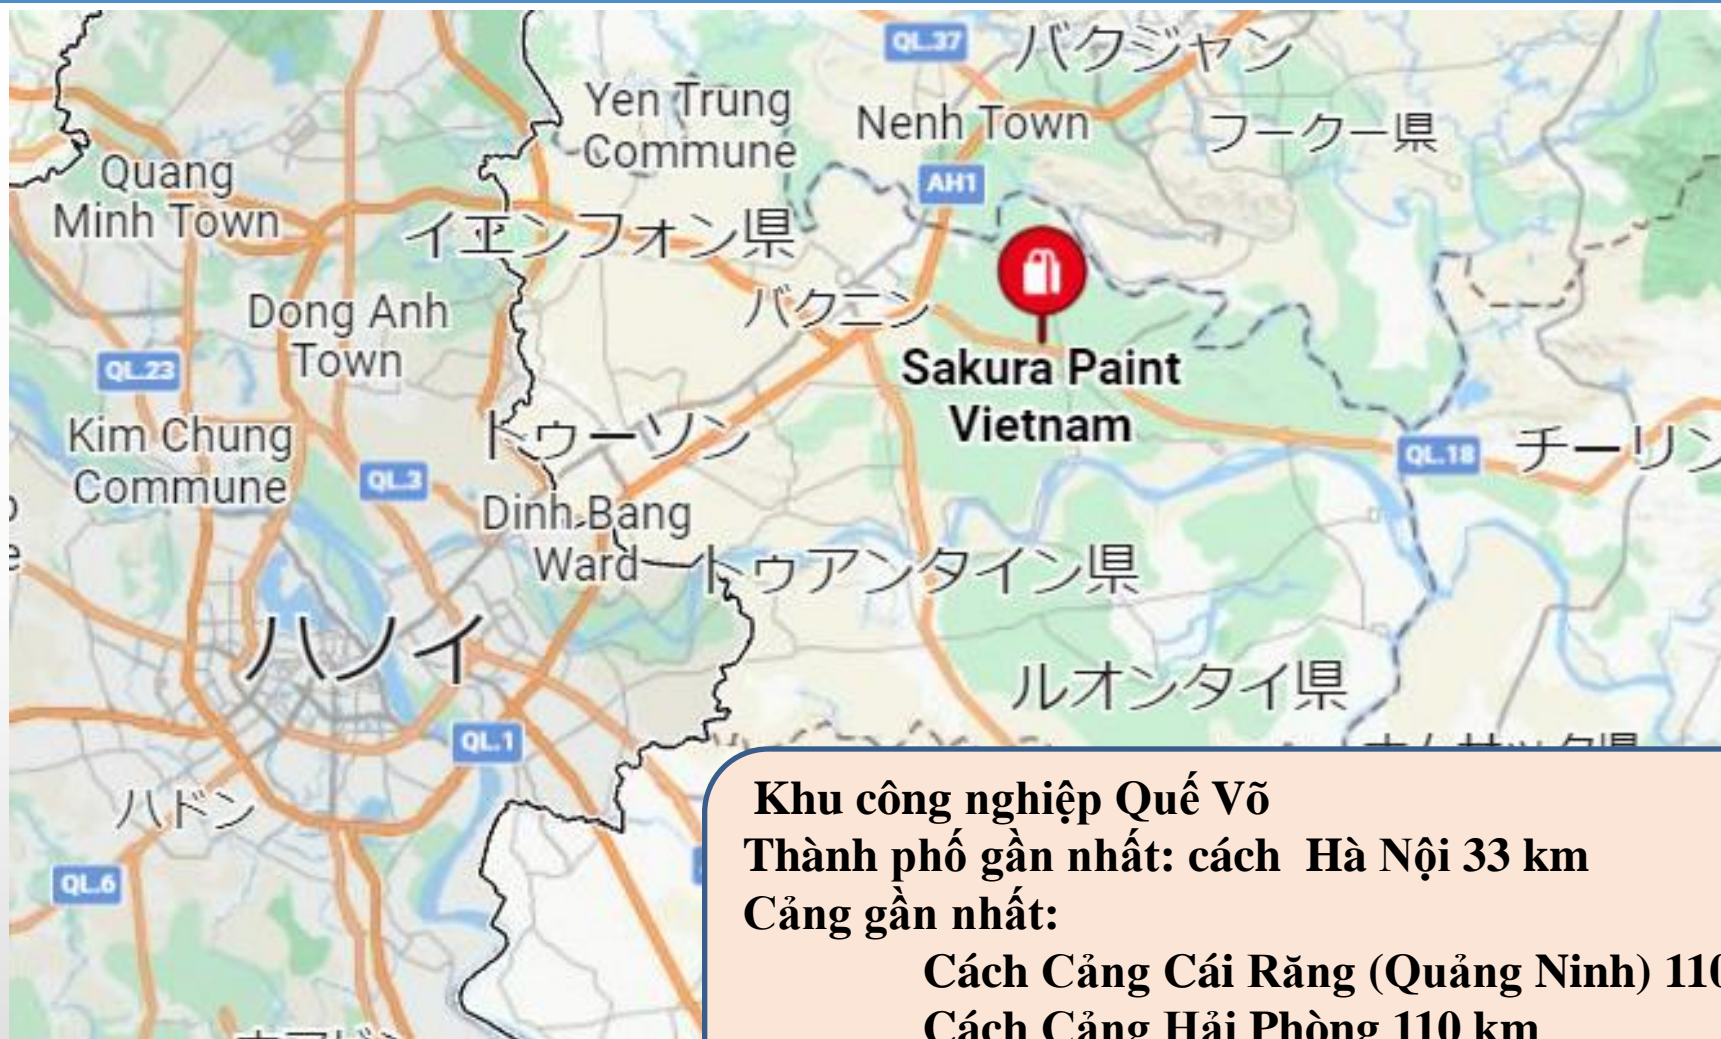 QL.37
バクジャン
Yen Trung
Commune
Nenh Town
フークー県
Quang
Minh Town
AH1
イエンフォン県
Dong Anh
Town
バクニン
Sakura Paint
Vietnam
QL.23
Kim Chung
Commune
トゥーソン
QL.3
QL.18
チーリン
Dinh Bang
Ward
トゥアンタイン県
ハノイ
ルオンタイ県
QL.1
ハドン
QL.6
Khu công nghiệp Quế Võ
Thành phố gần nhất: cách Hà Nội 33 km
Cảng gần nhất:
Cách Cảng Cái Răng (Quảng Ninh) 110
Cách Cảng Hải Phòng 110 km